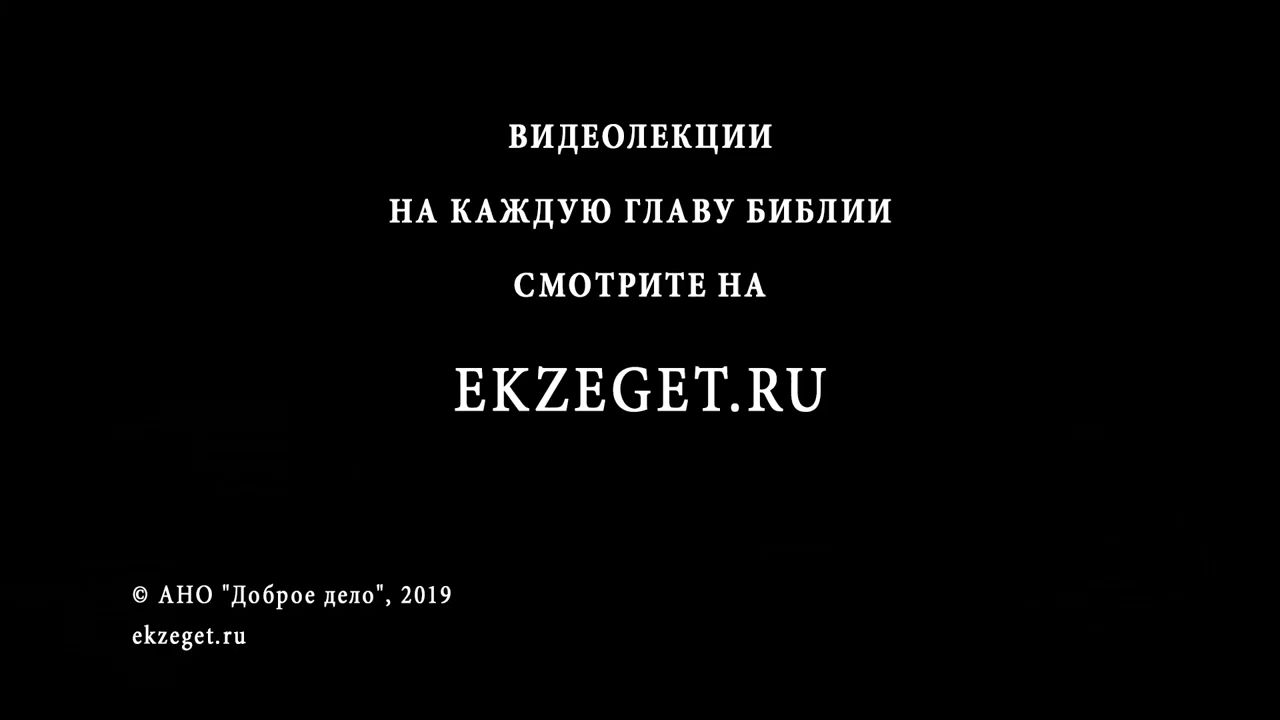 ВИДЕОЛЕКЦИИ
НА КАЖДУЮ ГЛАВУ БИБЛИИ
СМОТРИТЕ НА
EKZEGET.RU
© АНО "Доброе дело", 2019
ekzeget.ru